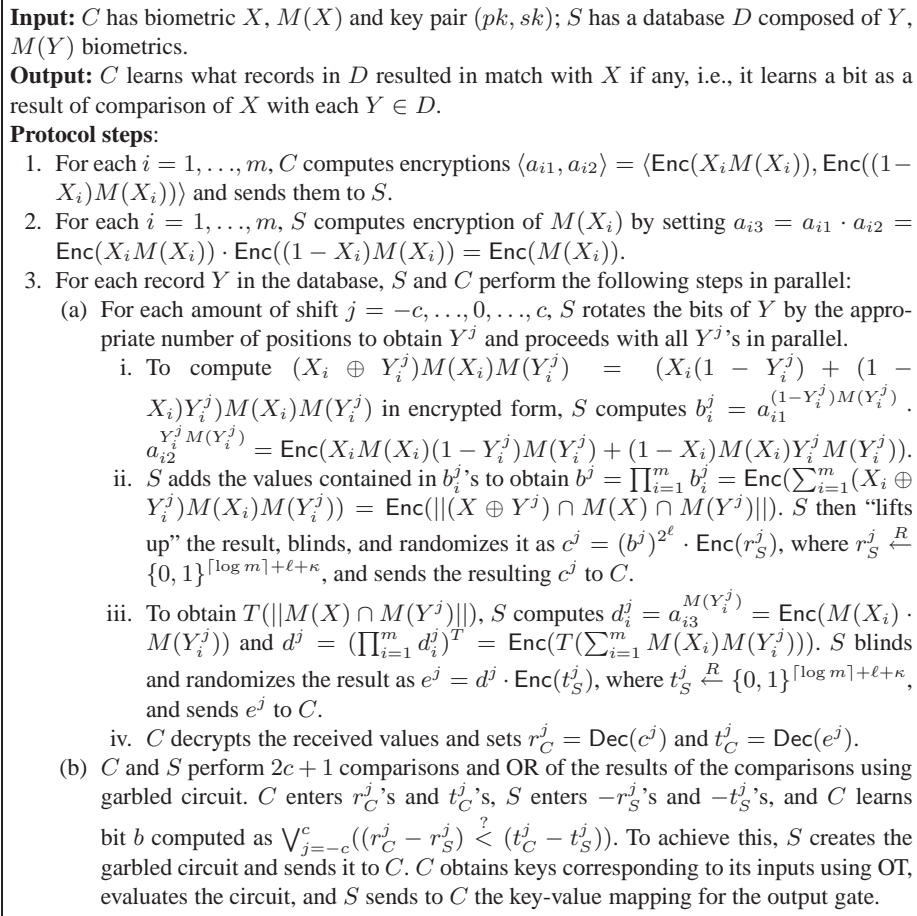 Input: C has biometric X, M(X) and key pair (pk, sk); S has a database D composed of Y,
M(Y) biometrics.
Output: C learns what records in D resulted in match with X if any, i.e., it learns a bit as a
result of comparison of X with each Y ∈ D.
Protocol steps:
1. For each i = 1, …, m, C computes encryptions ⟨a_{i1}, a_{i2}⟩ = ⟨Enc(X_iM(X_i)), Enc((1−
X_i)M(X_i))⟩ and sends them to S.
2. For each i = 1, …, m, S computes encryption of M(X_i) by setting a_{i3} = a_{i1} · a_{i2} =
Enc(X_iM(X_i)) · Enc((1 − X_i)M(X_i)) = Enc(M(X_i)).
3. For each record Y in the database, S and C perform the following steps in parallel:
(a) For each amount of shift j = −c, …, 0, …, c, S rotates the bits of Y by the appro-
priate number of positions to obtain Y^j and proceeds with all Y^j's in parallel.
i. To compute (X_i ⊕ Y_i^j)M(X_i)M(Y_i^j) = (X_i(1 − Y_i^j) + (1 −
X_i)Y_i^j)M(X_i)M(Y_i^j) in encrypted form, S computes b_i^j = a_{i1}^{(1−Y_i^j)M(Y_i^j)} ·
a_{i2}^{Y_i^jM(Y_i^j)} = Enc(X_iM(X_i)(1 − Y_i^j)M(Y_i^j) + (1 − X_i)M(X_i)Y_i^jM(Y_i^j)).
ii. S adds the values contained in b_i^j's to obtain b^j = ∏_{i=1}^m b_i^j = Enc(∑_{i=1}^m(X_i ⊕
Y_i^j)M(X_i)M(Y_i^j)) = Enc(||(X ⊕ Y^j) ∩ M(X) ∩ M(Y^j)||). S then “lifts
up” the result, blinds, and randomizes it as c^j = (b^j)^{2^ℓ} · Enc(r_S^j), where r_S^j ←^R
{0, 1}^{⌈log m⌉+ℓ+κ}, and sends the resulting c^j to C.
iii. To obtain T(||M(X) ∩ M(Y^j)||), S computes d_i^j = a_{i3}^{M(Y_i^j)} = Enc(M(X_i) ·
M(Y_i^j)) and d^j = (∏_{i=1}^m d_i^j)^T = Enc(T(∑_{i=1}^m M(X_i)M(Y_i^j))). S blinds
and randomizes the result as e^j = d^j · Enc(t_S^j), where t_S^j ←^R {0, 1}^{⌈log m⌉+ℓ+κ},
and sends e^j to C.
iv. C decrypts the received values and sets r_C^j = Dec(c^j) and t_C^j = Dec(e^j).
(b) C and S perform 2c + 1 comparisons and OR of the results of the comparisons using
garbled circuit. C enters r_C^j's and t_C^j's, S enters −r_S^j's and −t_S^j's, and C learns
bit b computed as ⋁_{j=−c}^c((r_C^j − r_S^j) <^? (t_C^j − t_S^j)). To achieve this, S creates the
garbled circuit and sends it to C. C obtains keys corresponding to its inputs using OT,
evaluates the circuit, and S sends to C the key-value mapping for the output gate.